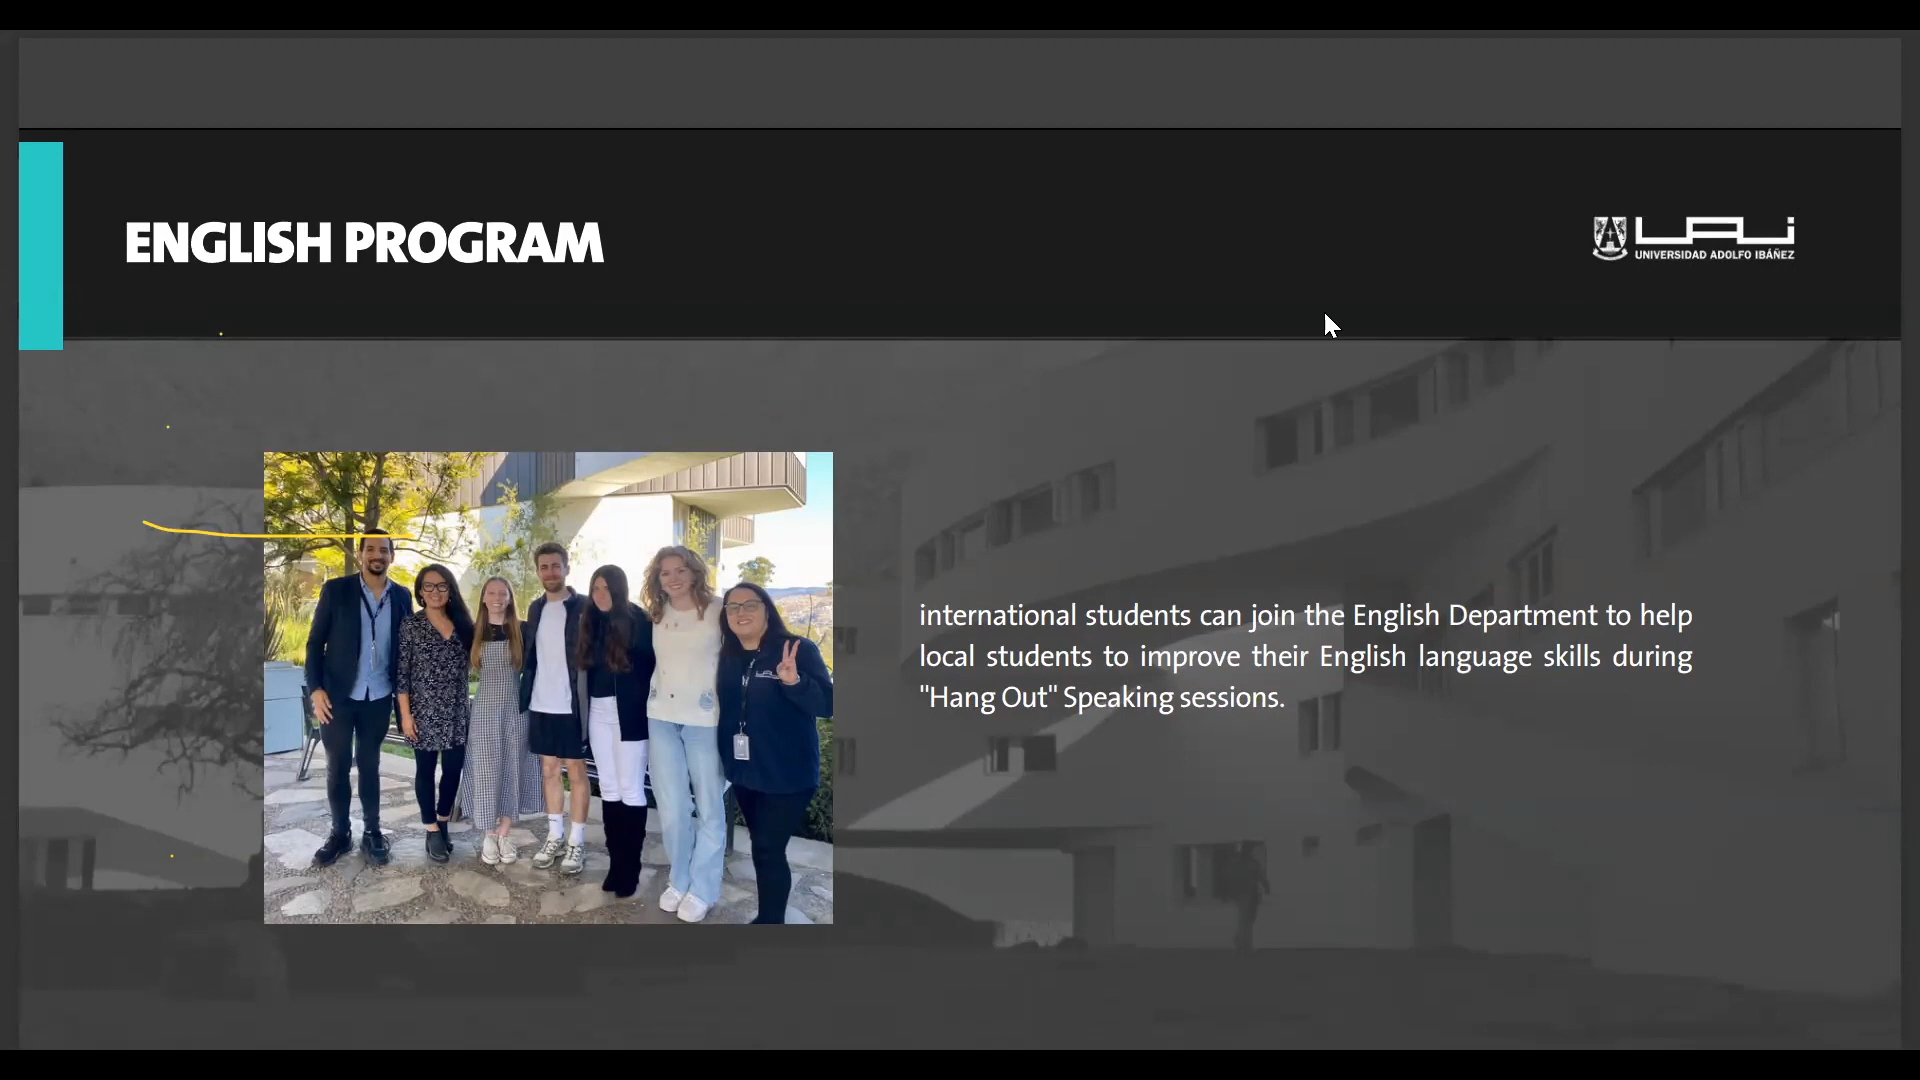 ENGLISH PROGRAM
UAI
UNIVERSIDAD ADOLFO IBÁÑEZ
international students can join the English Department to help
local students to improve their English language skills during
"Hang Out" Speaking sessions.